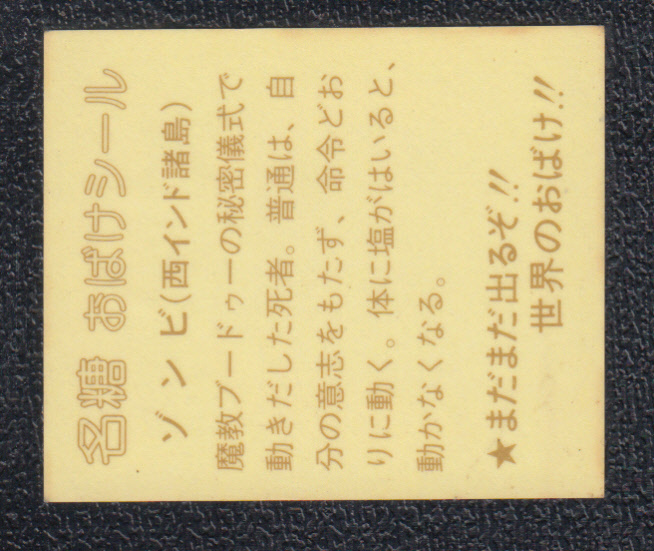 名糖 おばけシール
ゾンビ(西インド諸島)
魔教ブードゥーの秘密儀式で
動きだした死者。普通は、自
分の意志をもたず、命令どお
りに動く。体に塩がはいると、
動かなくなる。
★まだまだ出るぞ!!
世界のおばけ!!